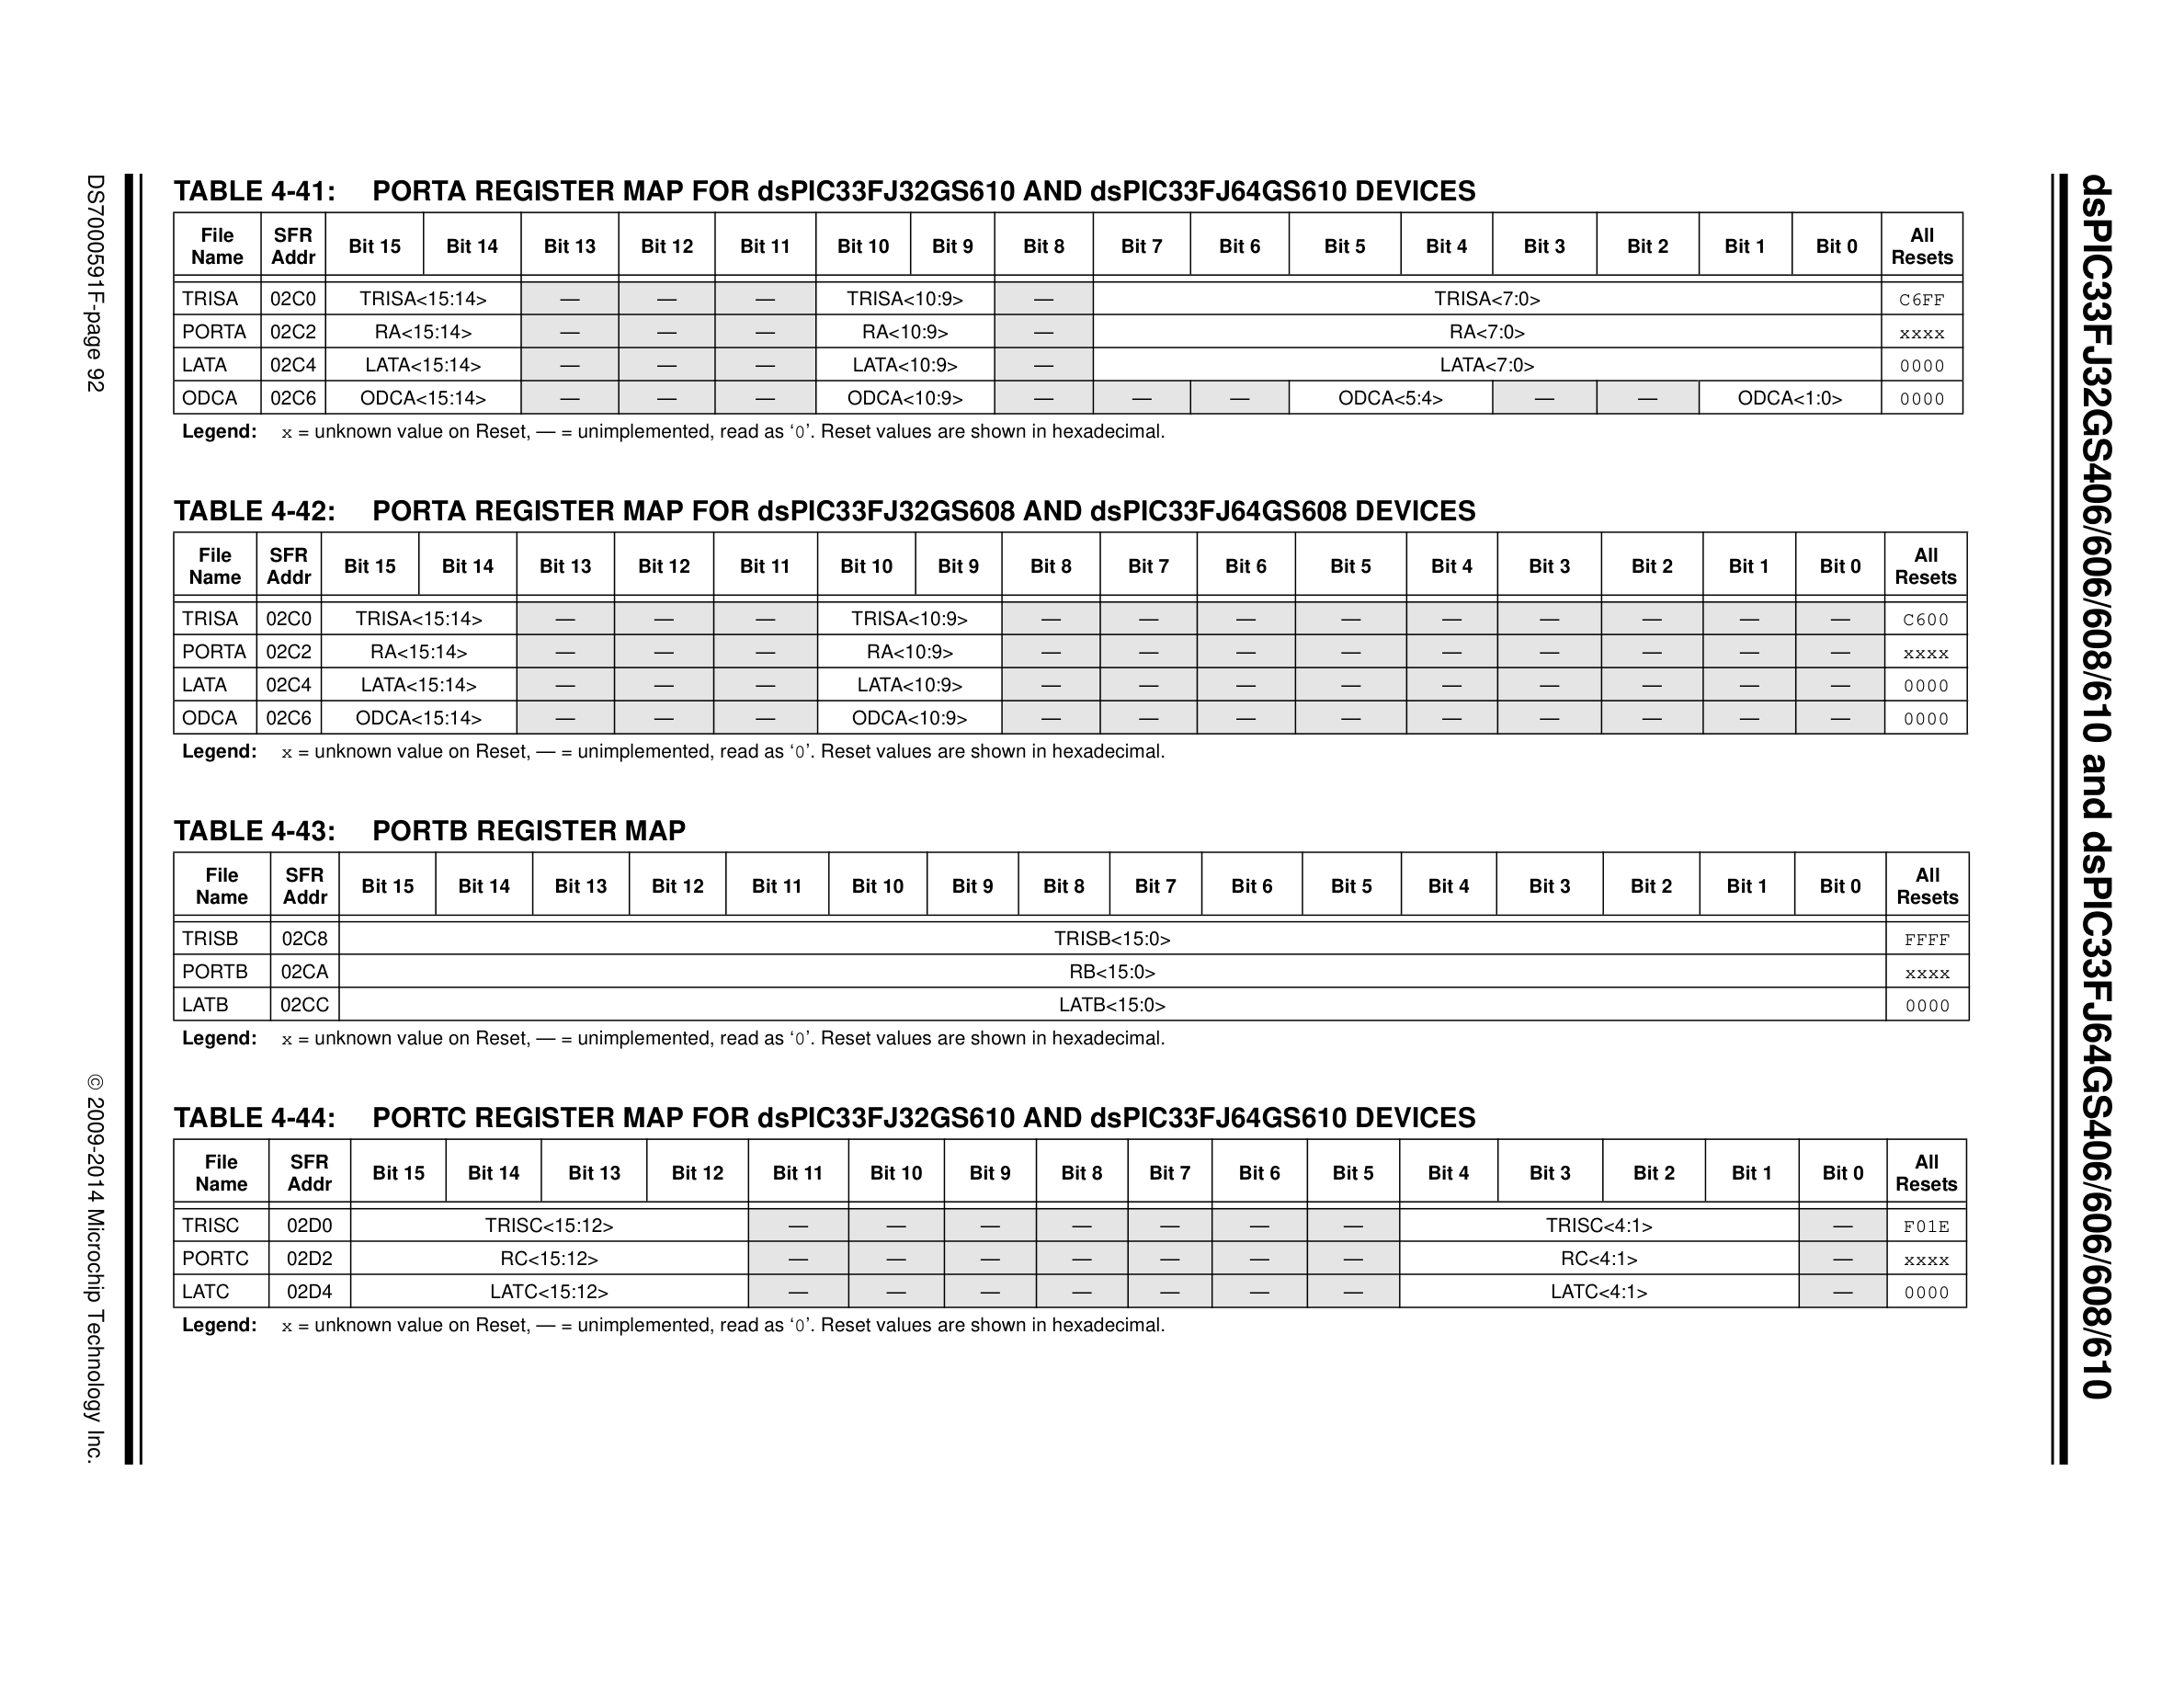 dsPIC33FJ32GS406/606/608/610 and dsPIC33FJ64GS406/606/608/610
TABLE 4-41: PORTA REGISTER MAP FOR dsPIC33FJ32GS610 AND dsPIC33FJ64GS610 DEVICES
File Name SFR Addr Bit 15 Bit 14 Bit 13 Bit 12 Bit 11 Bit 10 Bit 9 Bit 8 Bit 7 Bit 6 Bit 5 Bit 4 Bit 3 Bit 2 Bit 1 Bit 0 All Resets
TRISA 02C0 TRISA<15:14> — — — TRISA<10:9> — TRISA<7:0> C6FF
PORTA 02C2 RA<15:14> — — — RA<10:9> — RA<7:0> xxxx
LATA 02C4 LATA<15:14> — — — LATA<10:9> — LATA<7:0> 0000
ODCA 02C6 ODCA<15:14> — — — ODCA<10:9> — — — ODCA<5:4> — — ODCA<1:0> 0000
Legend: x = unknown value on Reset, — = unimplemented, read as ‘0’. Reset values are shown in hexadecimal.
TABLE 4-42: PORTA REGISTER MAP FOR dsPIC33FJ32GS608 AND dsPIC33FJ64GS608 DEVICES
File Name SFR Addr Bit 15 Bit 14 Bit 13 Bit 12 Bit 11 Bit 10 Bit 9 Bit 8 Bit 7 Bit 6 Bit 5 Bit 4 Bit 3 Bit 2 Bit 1 Bit 0 All Resets
TRISA 02C0 TRISA<15:14> — — — TRISA<10:9> — — — — — — — — — C600
PORTA 02C2 RA<15:14> — — — RA<10:9> — — — — — — — — — xxxx
LATA 02C4 LATA<15:14> — — — LATA<10:9> — — — — — — — — — 0000
ODCA 02C6 ODCA<15:14> — — — ODCA<10:9> — — — — — — — — — 0000
Legend: x = unknown value on Reset, — = unimplemented, read as ‘0’. Reset values are shown in hexadecimal.
TABLE 4-43: PORTB REGISTER MAP
File Name SFR Addr Bit 15 Bit 14 Bit 13 Bit 12 Bit 11 Bit 10 Bit 9 Bit 8 Bit 7 Bit 6 Bit 5 Bit 4 Bit 3 Bit 2 Bit 1 Bit 0 All Resets
TRISB 02C8 TRISB<15:0> FFFF
PORTB 02CA RB<15:0> xxxx
LATB 02CC LATB<15:0> 0000
Legend: x = unknown value on Reset, — = unimplemented, read as ‘0’. Reset values are shown in hexadecimal.
TABLE 4-44: PORTC REGISTER MAP FOR dsPIC33FJ32GS610 AND dsPIC33FJ64GS610 DEVICES
File Name SFR Addr Bit 15 Bit 14 Bit 13 Bit 12 Bit 11 Bit 10 Bit 9 Bit 8 Bit 7 Bit 6 Bit 5 Bit 4 Bit 3 Bit 2 Bit 1 Bit 0 All Resets
TRISC 02D0 TRISC<15:12> — — — — — — — TRISC<4:1> — F01E
PORTC 02D2 RC<15:12> — — — — — — — RC<4:1> — xxxx
LATC 02D4 LATC<15:12> — — — — — — — LATC<4:1> — 0000
Legend: x = unknown value on Reset, — = unimplemented, read as ‘0’. Reset values are shown in hexadecimal.
DS70000591F-page 92
© 2009-2014 Microchip Technology Inc.